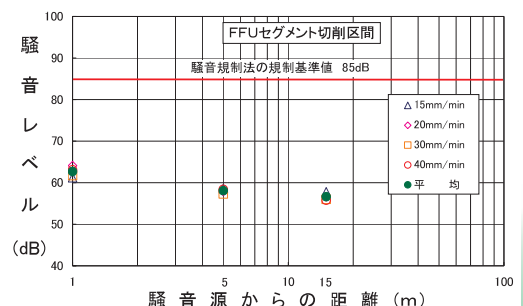 FFUセグメント切削区間
騒音規制法の規制基準値 85dB
騒音レベル(dB)
100
90
80
70
60
50
40
15mm/min
20mm/min
30mm/min
40mm/min
平 均
1 5 10 15 100
騒音源からの距離(m)